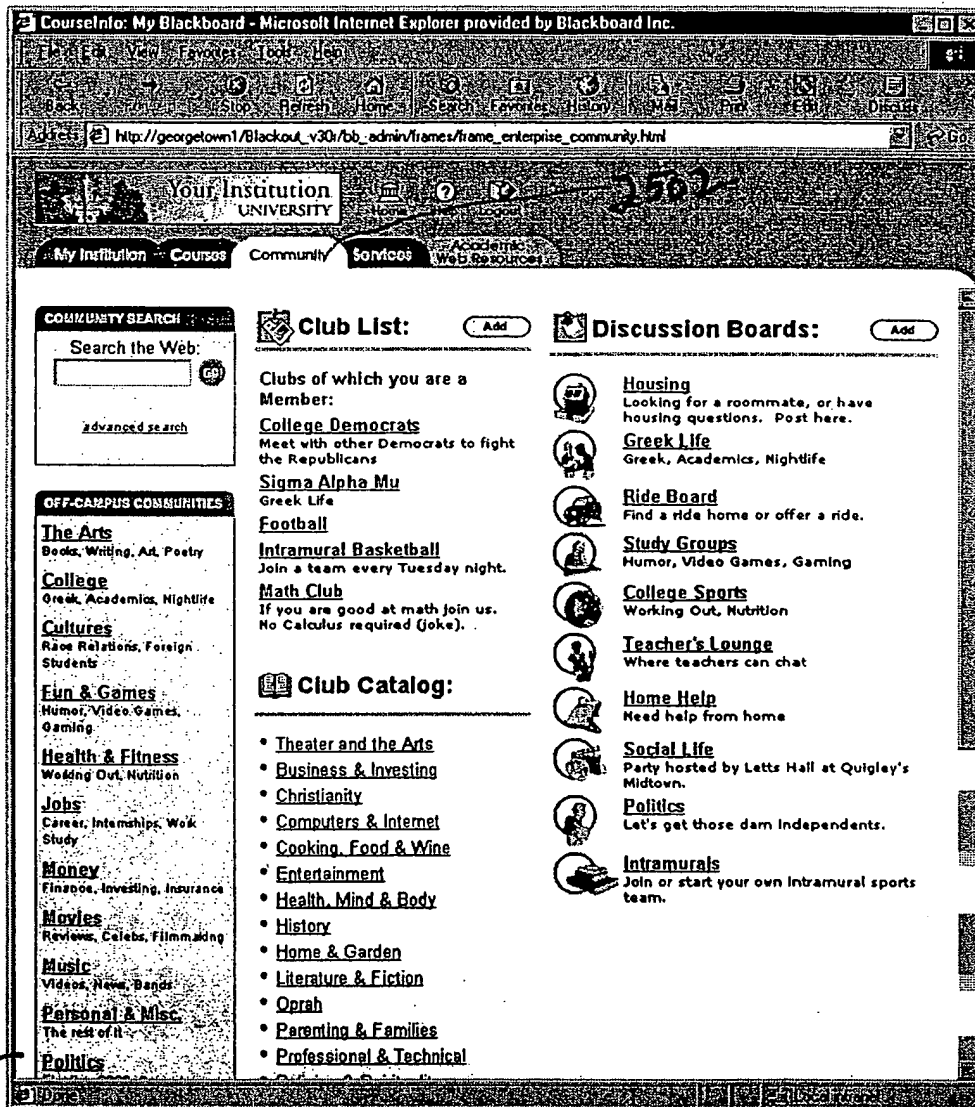 CourseInfo: My Blackboard - Microsoft Internet Explorer provided by Blackboard Inc.
File Edit View Favorites Tools Help
Back Stop Refresh Home Search Favorites History Mail Print Edit Discuss
Address http://georgetown1/Blackout_v30r/bb_admin/frames/frame_enterprise_community.html Go
Your Institution
UNIVERSITY
Home Help Logout
2502
My Institution Courses Community Services Academic Web Resources
COMMUNITY SEARCH
Search the Web:
GO
advanced search
OFF-CAMPUS COMMUNITIES
The Arts
Books, Writing, Art, Poetry
College
Greek, Academics, Nightlife
Cultures
Race Relations, Foreign
Students
Fun & Games
Humor, Video Games,
Gaming
Health & Fitness
Working Out, Nutrition
Jobs
Career, Internships, Work
Study
Money
Finance, Investing, Insurance
Movies
Reviews, Celebs, Filmmaking
Music
Videos, News, Bands
Personal & Misc.
The rest of it
Politics
Club List: Add
Clubs of which you are a
Member:
College Democrats
Meet with other Democrats to fight
the Republicans
Sigma Alpha Mu
Greek Life
Football
Intramural Basketball
Join a team every Tuesday night.
Math Club
If you are good at math join us.
No Calculus required (joke).
Club Catalog:
• Theater and the Arts
• Business & Investing
• Christianity
• Computers & Internet
• Cooking, Food & Wine
• Entertainment
• Health, Mind & Body
• History
• Home & Garden
• Literature & Fiction
• Oprah
• Parenting & Families
• Professional & Technical
Discussion Boards: Add
Housing
Looking for a roommate, or have
housing questions. Post here.
Greek Life
Greek, Academics, Nightlife
Ride Board
Find a ride home or offer a ride.
Study Groups
Humor, Video Games, Gaming
College Sports
Working Out, Nutrition
Teacher's Lounge
Where teachers can chat
Home Help
Need help from home
Social Life
Party hosted by Letts Hall at Quigley's
Midtown.
Politics
Let's get those darn Independents.
Intramurals
Join or start your own Intramural sports
team.
Done Local intranet